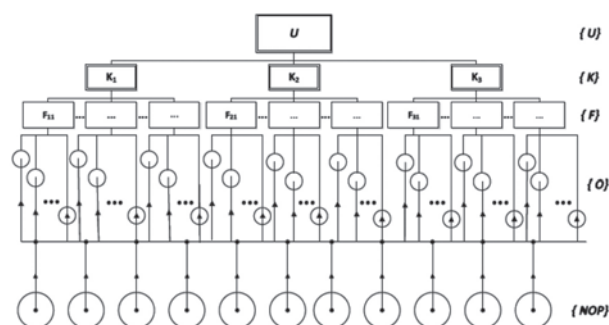 U { U }
K₁ K₂ K₃ { K }
F₁₁ ... ... ... ... F₂₁ ... ... ... ... F₃₁ ... ... ... ... { F }
... ... ... ... ... ... ... ... ... { O }
{ NOP }